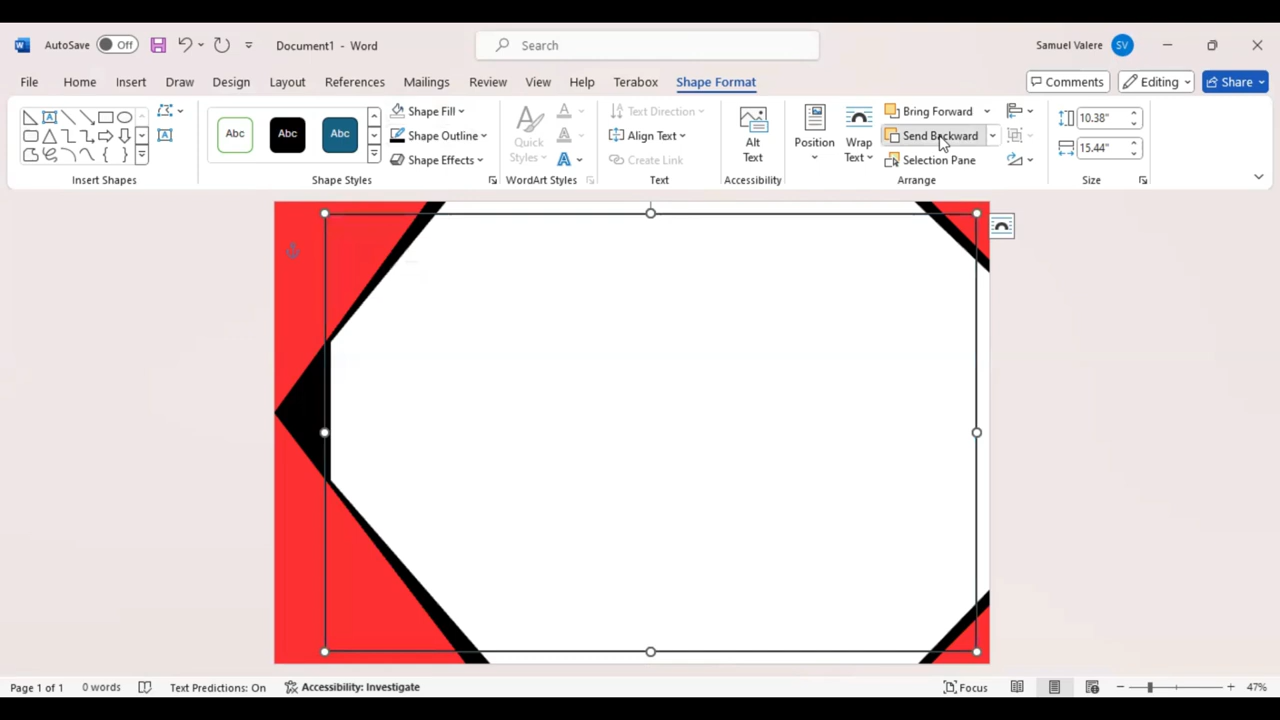 AutoSave Off Document1 - Word Search Samuel Valere SV
File Home Insert Draw Design Layout References Mailings Review View Help Terabox Shape Format Comments Editing Share
Abc Abc Abc
Shape Fill
Shape Outline
Shape Effects
Quick Styles
Text Direction
Align Text
Create Link
Alt Text
Position
Wrap Text
Bring Forward
Send Backward
Selection Pane
10.38"
15.44"
Insert Shapes Shape Styles WordArt Styles Text Accessibility Arrange Size
Page 1 of 1 0 words Text Predictions: On Accessibility: Investigate Focus 47%